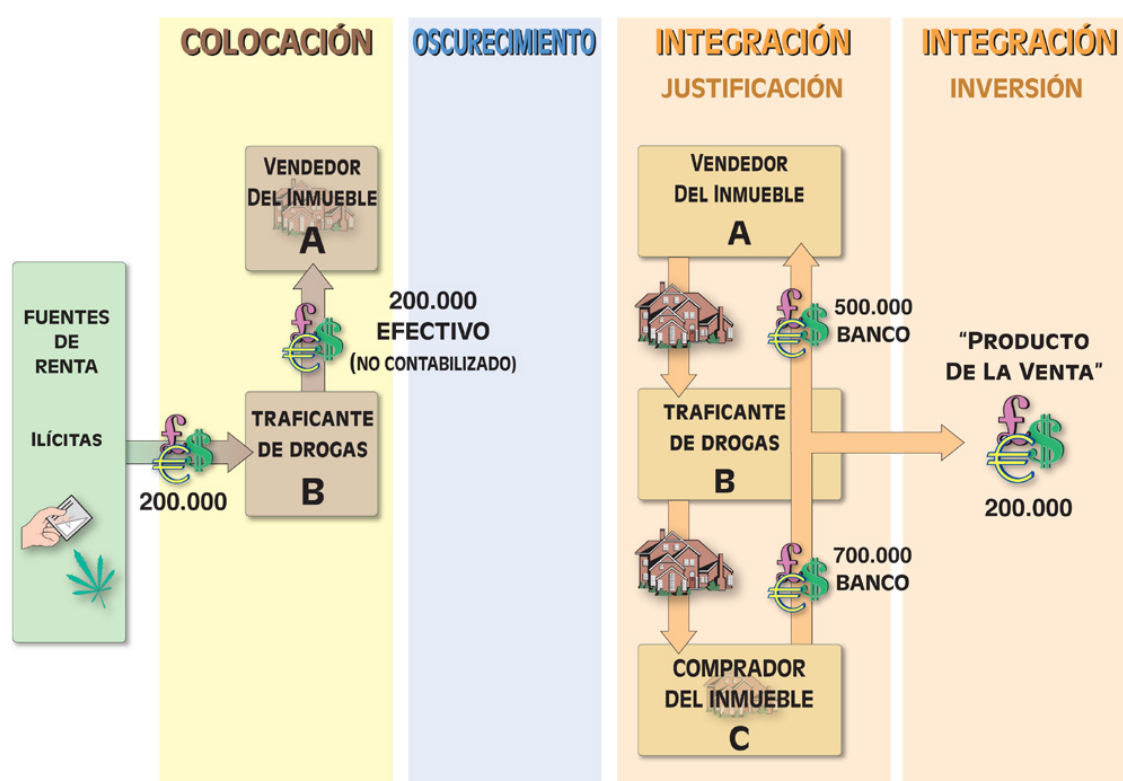 COLOCACIÓN
OSCURECIMIENTO
INTEGRACIÓN
JUSTIFICACIÓN
INTEGRACIÓN
INVERSIÓN
FUENTES
DE
RENTA
ILÍCITAS
200.000
VENDEDOR
DEL INMUEBLE
A
200.000
EFECTIVO
(NO CONTABILIZADO)
TRAFICANTE
DE DROGAS
B
VENDEDOR
DEL INMUEBLE
A
500.000
BANCO
TRAFICANTE
DE DROGAS
B
700.000
BANCO
COMPRADOR
DEL INMUEBLE
C
"PRODUCTO
DE LA VENTA"
200.000